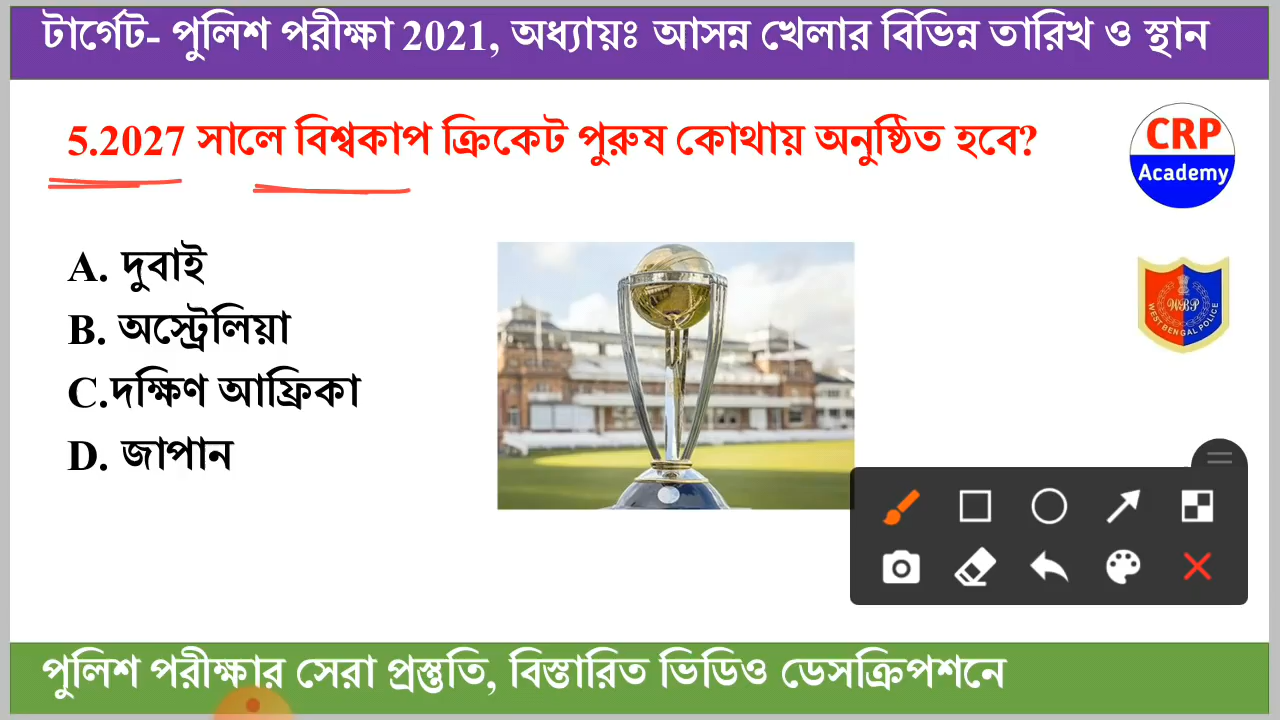 টার্গেট- পুলিশ পরীক্ষা 2021, অধ্যায়ঃ আসন্ন খেলার বিভিন্ন তারিখ ও স্থান
5.2027 সালে বিশ্বকাপ ক্রিকেট পুরুষ কোথায় অনুষ্ঠিত হবে?
CRP
Academy
A. দুবাই
B. অস্ট্রেলিয়া
C.দক্ষিণ আফ্রিকা
D. জাপান
WBP
WEST BENGAL POLICE
পুলিশ পরীক্ষার সেরা প্রস্তুতি, বিস্তারিত ভিডিও ডেসক্রিপশনে